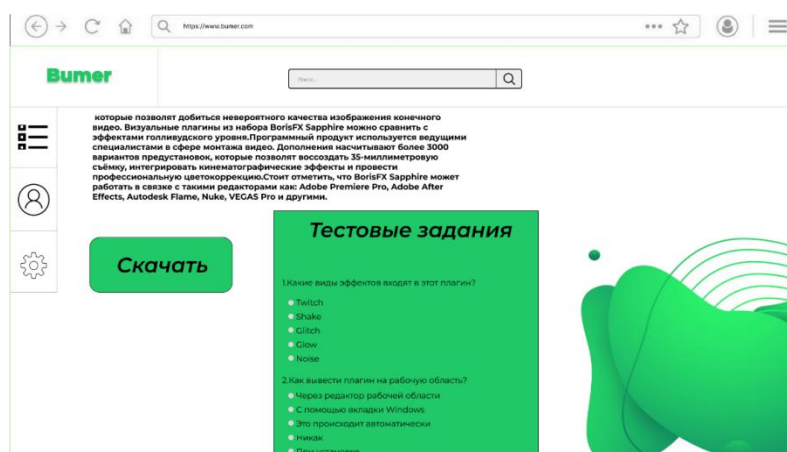 https://www.bumer.com
Bumer
Поиск...
которые позволят добиться невероятного качества изображения конечного
видео. Визуальные плагины из набора BorisFX Sapphire можно сравнить с
эффектами голливудского уровня.Программный продукт используется ведущими
специалистами в сфере монтажа видео. Дополнения насчитывают более 3000
вариантов предустановок, которые позволят воссоздать 35-миллиметровую
съёмку, интегрировать кинематографические эффекты и провести
профессиональную цветокоррекцию.Стоит отметить, что BorisFX Sapphire может
работать в связке с такими редакторами как: Adobe Premiere Pro, Adobe After
Effects, Autodesk Flame, Nuke, VEGAS Pro и другими.
Скачать
Тестовые задания
1.Какие виды эффектов входят в этот плагин?
Twitch
Shake
Glitch
Glow
Noise
2.Как вывести плагин на рабочую область?
Через редактор рабочей области
С помощью вкладки Windows
Это происходит автоматически
Никак
При установке